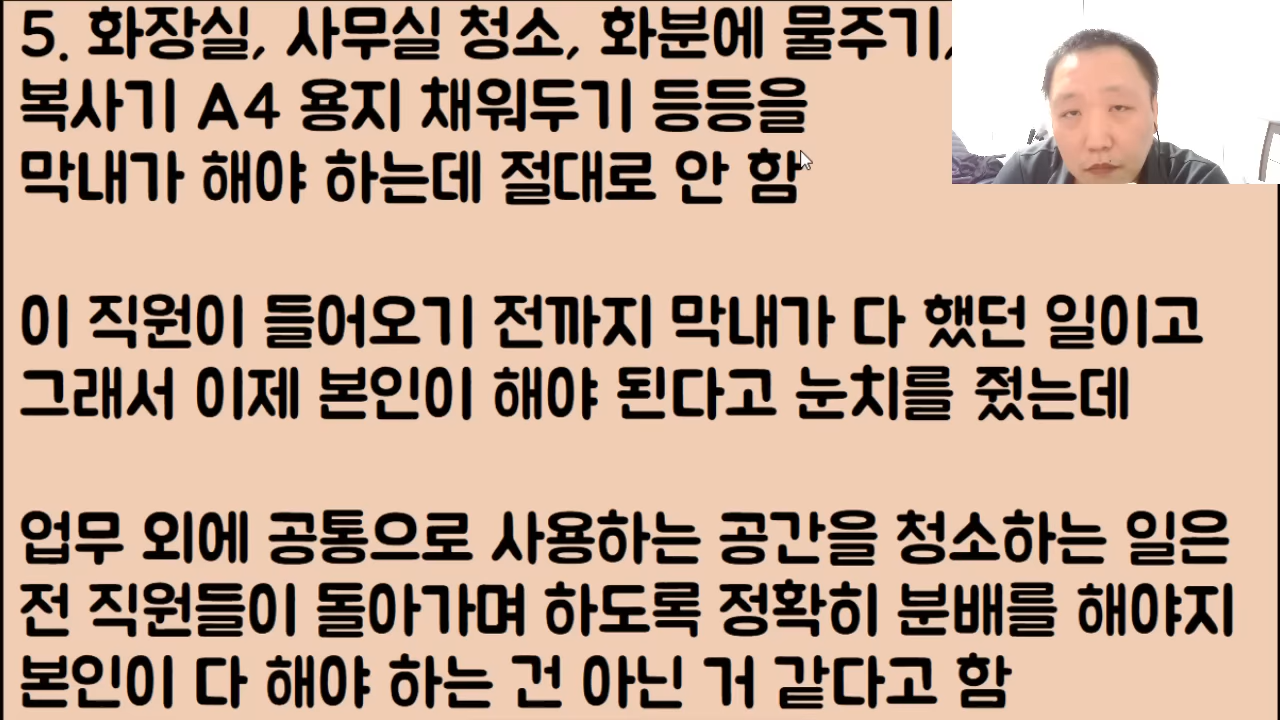 5. 화장실, 사무실 청소, 화분에 물주기,
복사기 A4 용지 채워두기 등등을
막내가 해야 하는데 절대로 안 함
이 직원이 들어오기 전까지 막내가 다 했던 일이고
그래서 이제 본인이 해야 된다고 눈치를 줬는데
업무 외에 공통으로 사용하는 공간을 청소하는 일은
전 직원들이 돌아가며 하도록 정확히 분배를 해야지
본인이 다 해야 하는 건 아닌 거 같다고 함